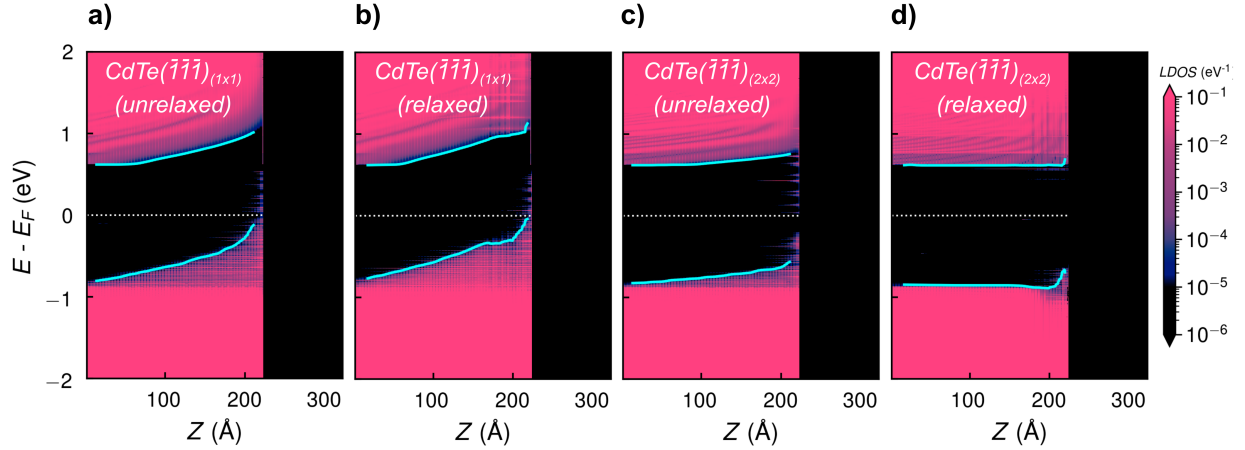 a)
b)
c)
d)
CdTe(1̅1̅1̅)(1x1)
(unrelaxed)
CdTe(1̅1̅1̅)(1x1)
(relaxed)
CdTe(1̅1̅1̅)(2x2)
(unrelaxed)
CdTe(1̅1̅1̅)(2x2)
(relaxed)
E - E_F (eV)
2
1
0
−1
−2
100 200 300
100 200 300
100 200 300
100 200 300
Z (Å)
Z (Å)
Z (Å)
Z (Å)
LDOS (eV⁻¹)
10⁻¹
10⁻²
10⁻³
10⁻⁴
10⁻⁵
10⁻⁶